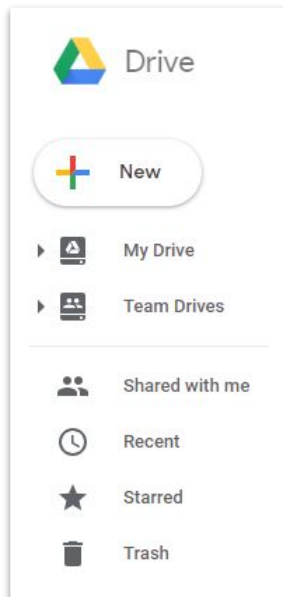 Drive
New
My Drive
Team Drives
Shared with me
Recent
Starred
Trash